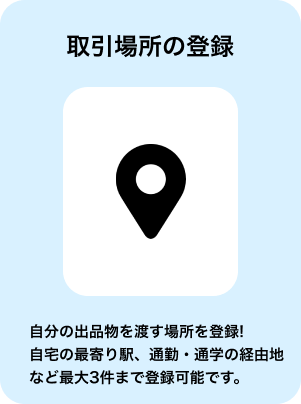 取引場所の登録
自分の出品物を渡す場所を登録!
自宅の最寄り駅、通勤・通学の経由地
など最大3件まで登録可能です。